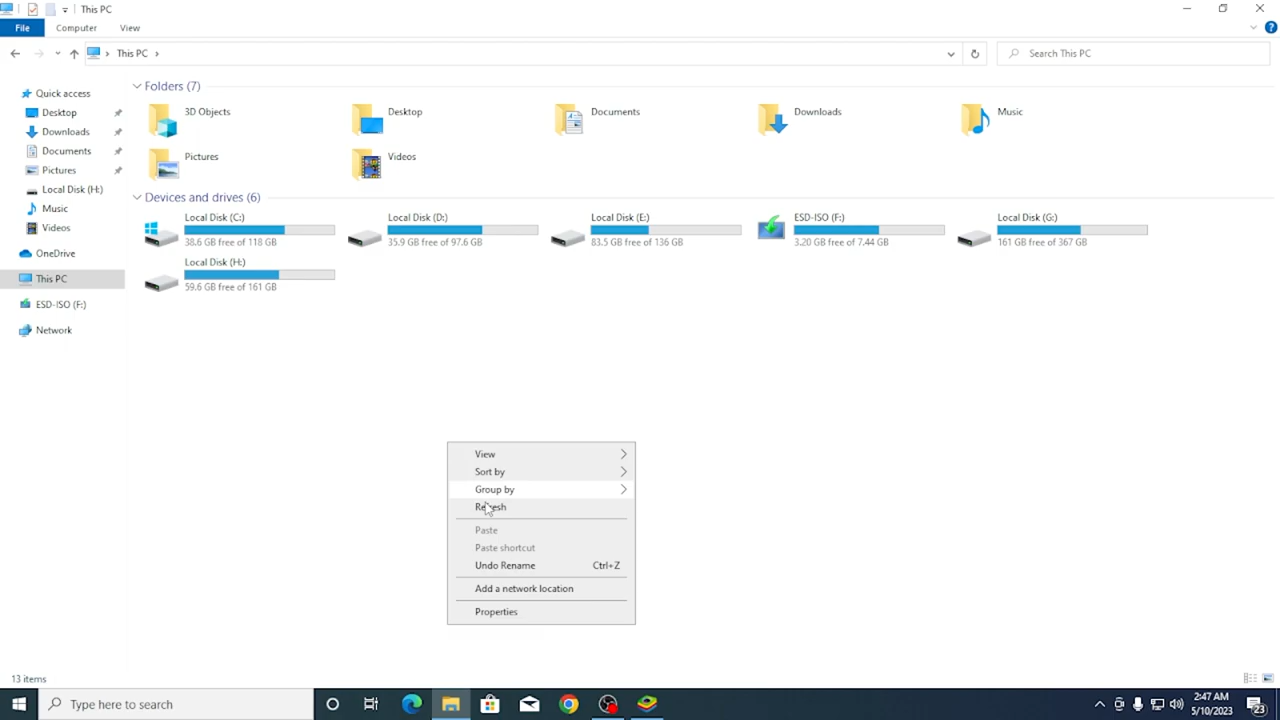 This PC
File Computer View
This PC
Search This PC
Quick access
Desktop
Downloads
Documents
Pictures
Local Disk (H:)
Music
Videos
OneDrive
This PC
ESD-ISO (F:)
Network
Folders (7)
3D Objects
Desktop
Documents
Downloads
Music
Pictures
Videos
Devices and drives (6)
Local Disk (C:)
38.6 GB free of 118 GB
Local Disk (D:)
35.9 GB free of 97.6 GB
Local Disk (E:)
83.5 GB free of 136 GB
ESD-ISO (F:)
3.20 GB free of 7.44 GB
Local Disk (G:)
161 GB free of 367 GB
Local Disk (H:)
59.6 GB free of 161 GB
View
Sort by
Group by
Refresh
Paste
Paste shortcut
Undo Rename Ctrl+Z
Add a network location
Properties
13 items
Type here to search
2:47 AM
5/10/2023
23